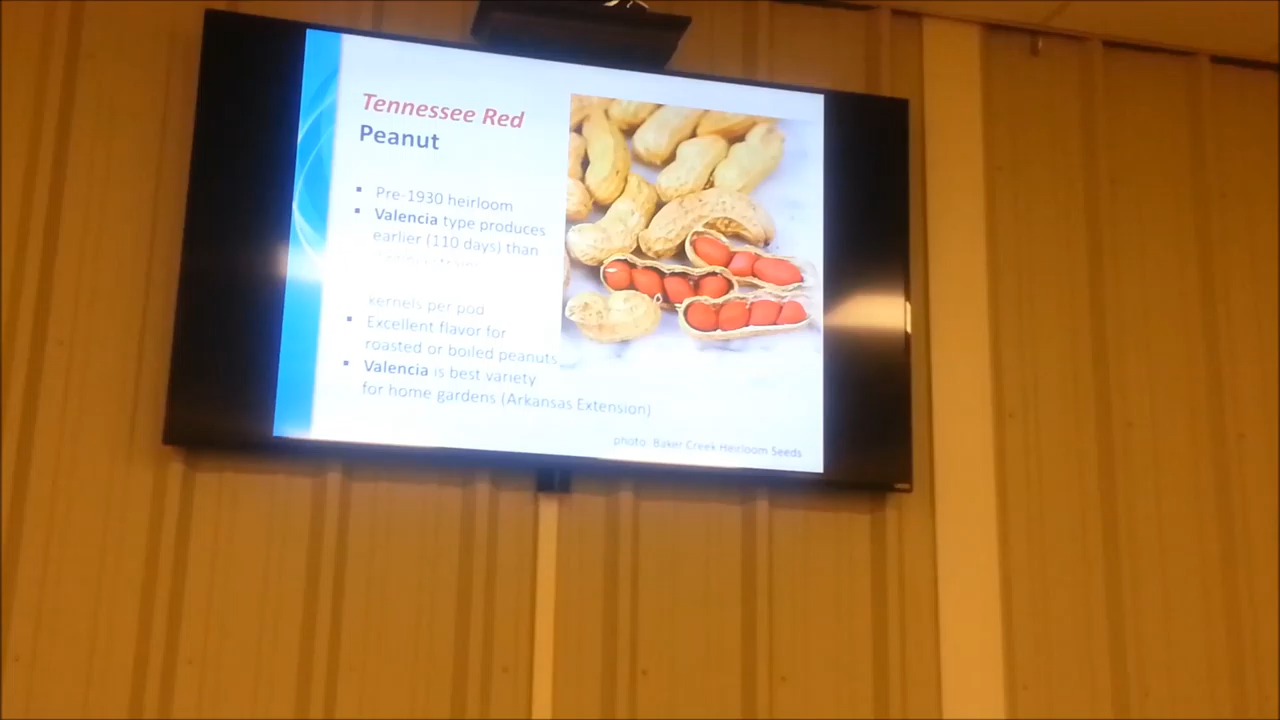 Tennessee Red
Peanut
Pre-1930 heirloom
Valencia type produces
earlier (110 days) than
kernels per pod
Excellent flavor for
roasted or boiled peanuts
Valencia is best variety
for home gardens (Arkansas Extension)
photo: Baker Creek Heirloom Seeds